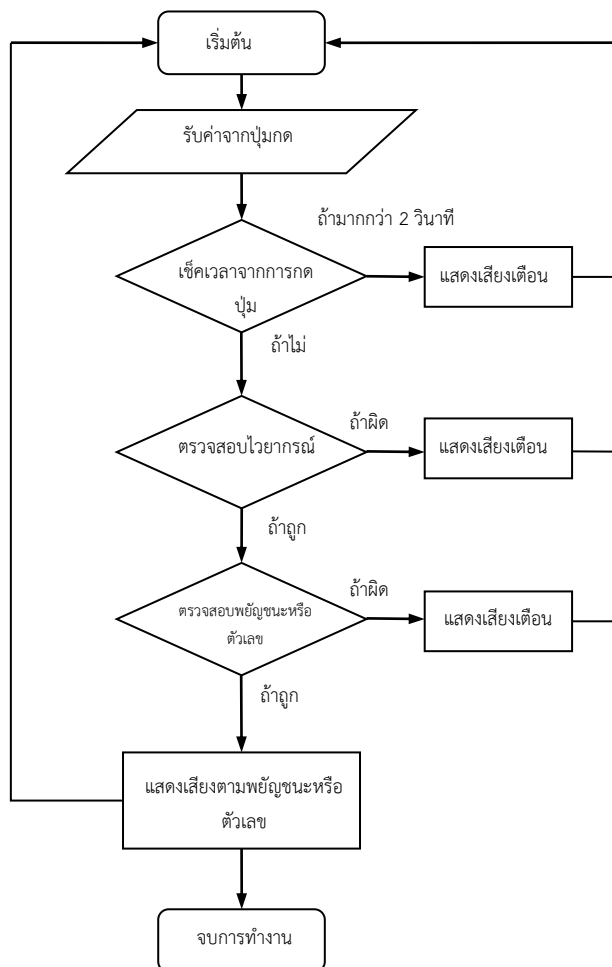 เริ่มต้น
รับค่าจากปุ่มกด
ถ้ามากกว่า 2 วินาที
เช็คเวลาจากการกด
ปุ่ม
แสดงเสียงเตือน
ถ้าไม่
ตรวจสอบไวยากรณ์
ถ้าผิด
แสดงเสียงเตือน
ถ้าถูก
ตรวจสอบพยัญชนะหรือ
ตัวเลข
ถ้าผิด
แสดงเสียงเตือน
ถ้าถูก
แสดงเสียงตามพยัญชนะหรือ
ตัวเลข
จบการทำงาน